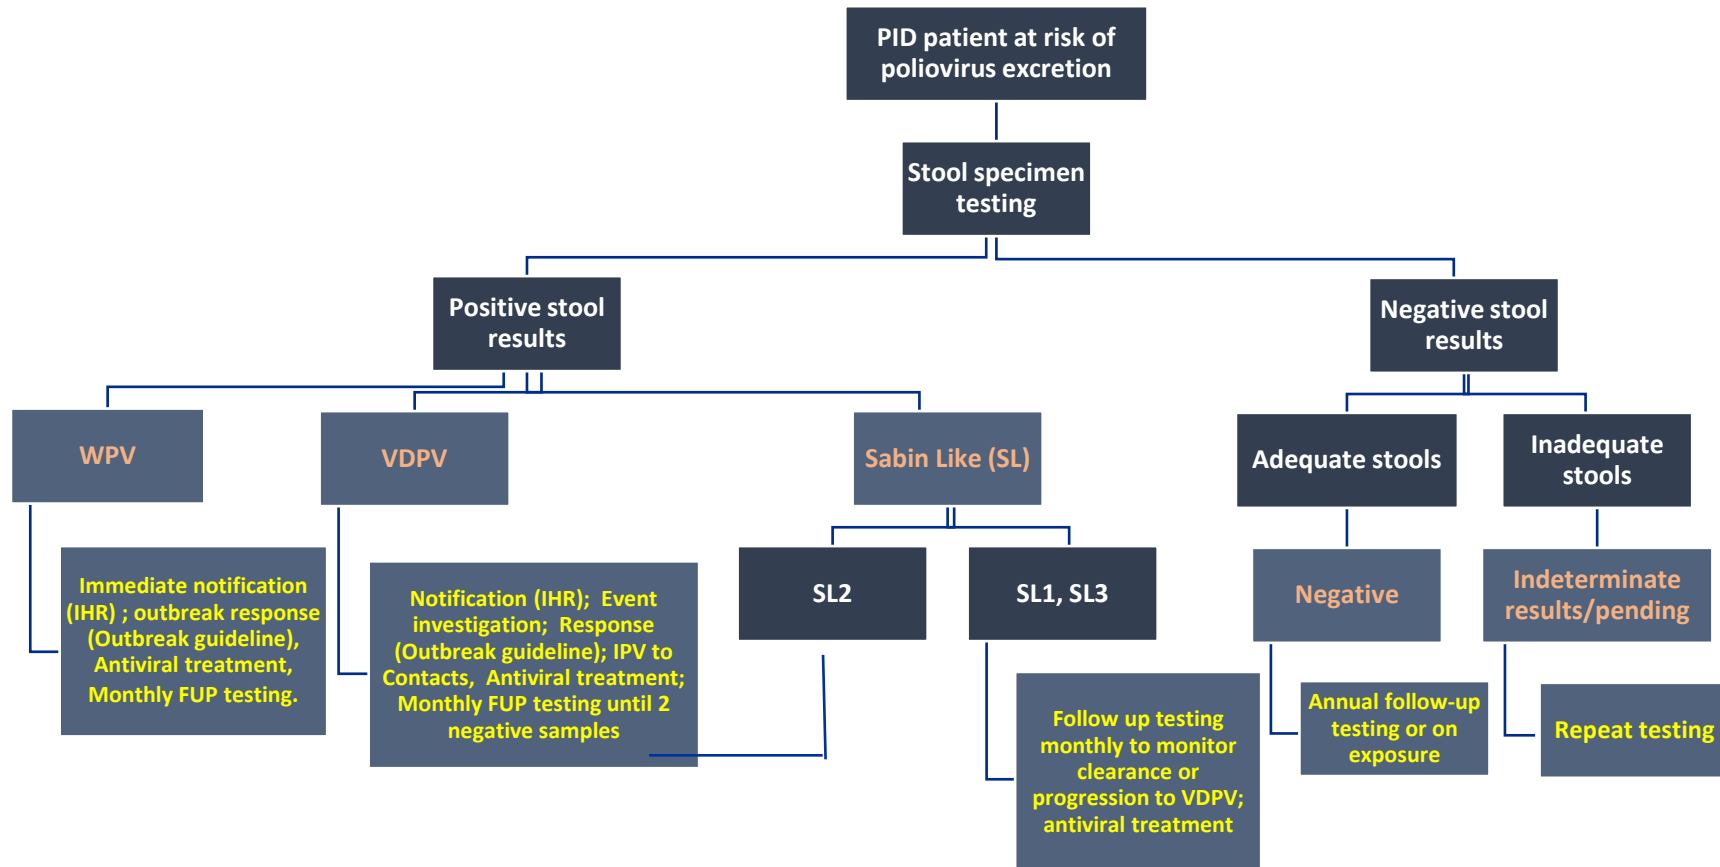 PID patient at risk of
poliovirus excretion
Stool specimen
testing
Positive stool
results
Negative stool
results
WPV
VDPV
Sabin Like (SL)
Adequate stools
Inadequate
stools
Immediate notification
(IHR) ; outbreak response
(Outbreak guideline),
Antiviral treatment,
Monthly FUP testing.
Notification (IHR); Event
investigation; Response
(Outbreak guideline); IPV to
Contacts, Antiviral treatment;
Monthly FUP testing until 2
negative samples
SL2
SL1, SL3
Negative
Indeterminate
results/pending
Follow up testing
monthly to monitor
clearance or
progression to VDPV;
antiviral treatment
Annual follow-up
testing or on
exposure
Repeat testing